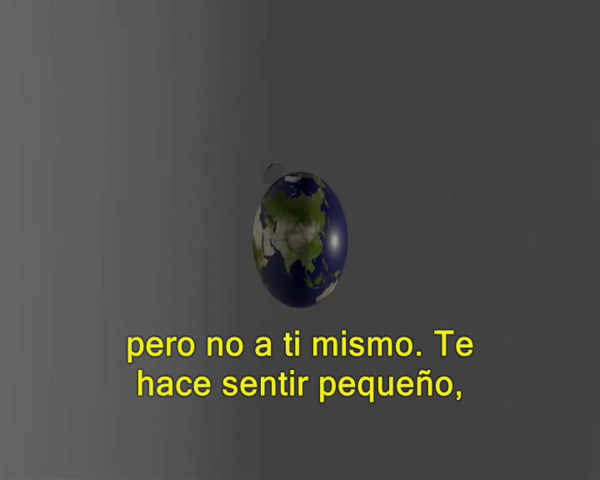 pero no a ti mismo. Te
hace sentir pequeño,